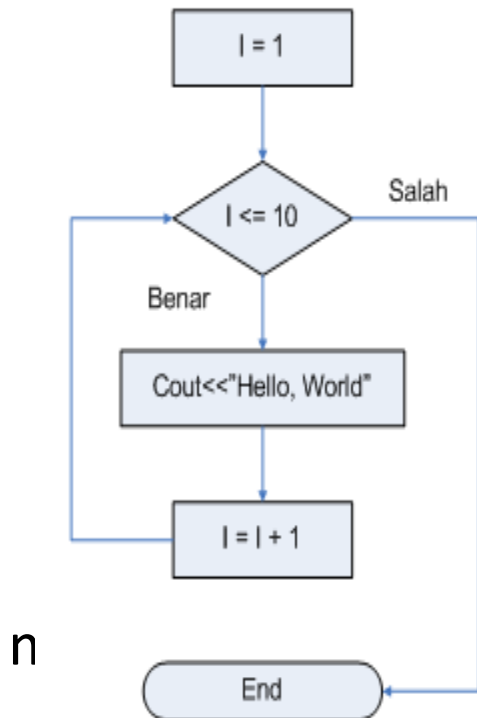 I = 1
I <= 10
Salah
Benar
Cout<<”Hello, World”
I = I + 1
n
End